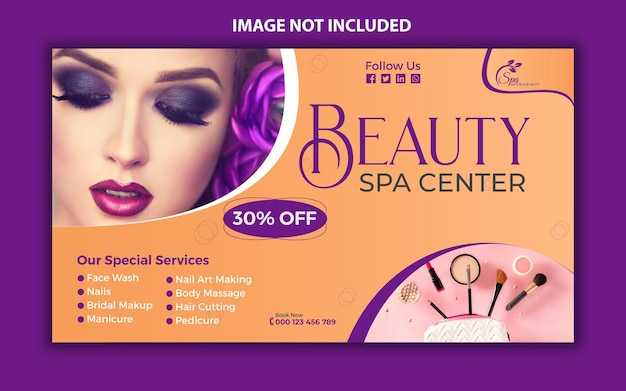 IMAGE NOT INCLUDED
Follow Us
Spa
BEAUTY
SPA CENTER
30% OFF
Our Special Services
Face Wash
Nails
Bridal Makup
Manicure
Nail Art Making
Body Massage
Hair Cutting
Pedicure
Book Now
000 123 456 789